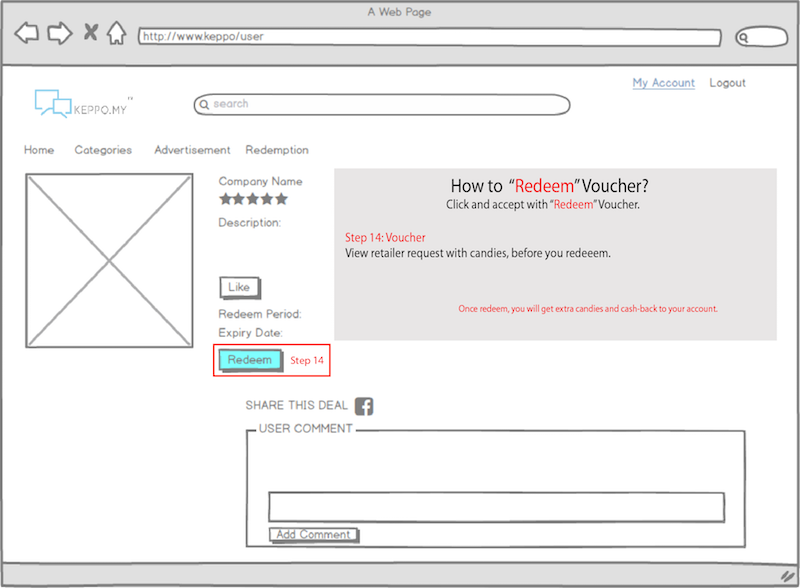 A Web Page
http://www.keppo/user
My Account Logout
KEPPO.MY
search
Home Categories Advertisement Redemption
Company Name
Description:
Like
Redeem Period:
Expiry Date:
Redeem Step 14
How to “Redeem” Voucher?
Click and accept with “Redeem” Voucher.
Step 14: Voucher
View retailer request with candies, before you redeeem.
Once redeem, you will get extra candies and cash-back to your account.
SHARE THIS DEAL f
USER COMMENT
Add Comment